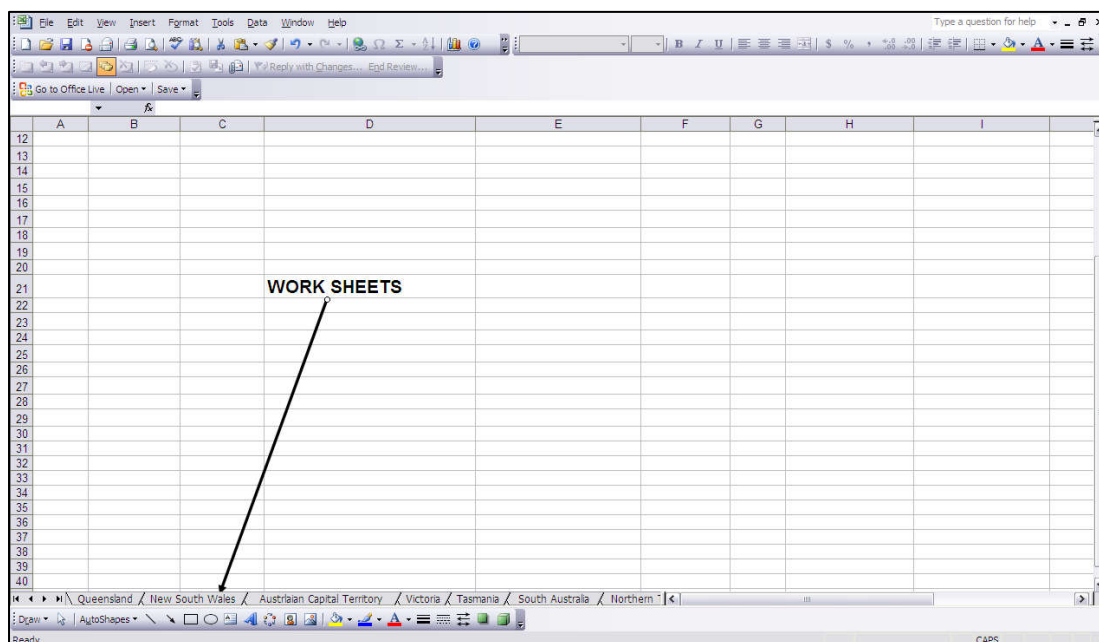 File Edit View Insert Format Tools Data Window Help Type a question for help
B I U $ % ,
Reply with Changes... End Review...
Go to Office Live Open Save
fx
A B C D E F G H I
12
13
14
15
16
17
18
19
20
21 WORK SHEETS
22
23
24
25
26
27
28
29
30
31
32
33
34
35
36
37
38
39
40
Queensland / New South Wales / Austrlaian Capital Territory / Victoria / Tasmania / South Australia / Northern
Draw AutoShapes
Ready CAPS